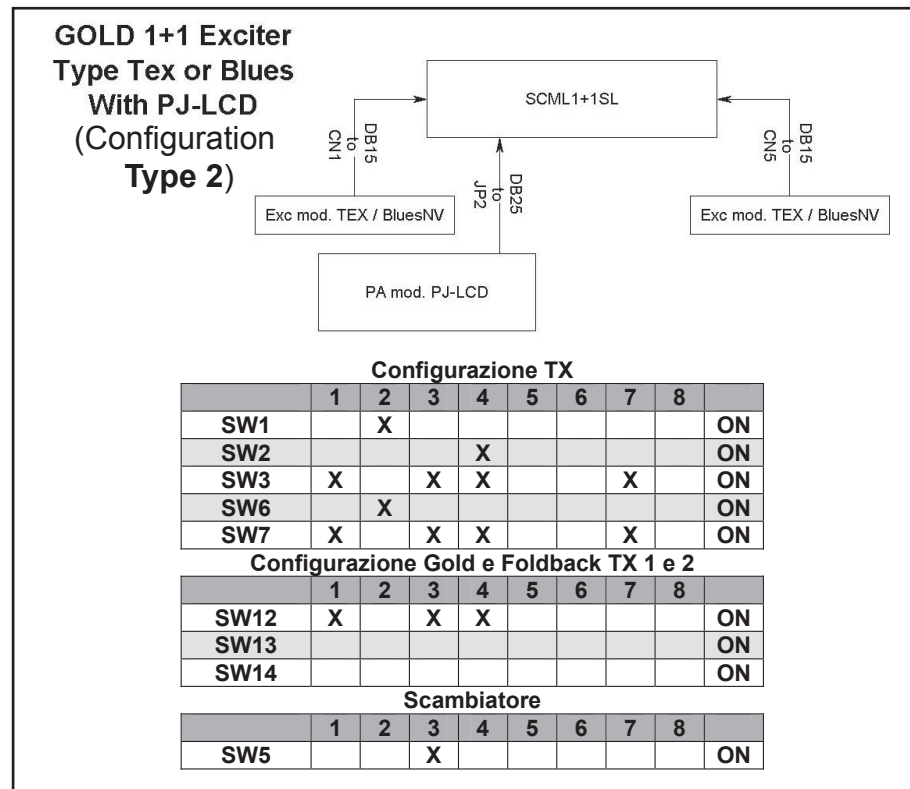 GOLD 1+1 Exciter
Type Tex or Blues
With PJ-LCD
(Configuration
Type 2)
SCML1+1SL
DB15
to
CN1
DB25
to
JP2
DB15
to
CN5
Exc mod. TEX / BluesNV
Exc mod. TEX / BluesNV
PA mod. PJ-LCD
Configurazione TX
1 2 3 4 5 6 7 8
SW1 X ON
SW2 X ON
SW3 X X X X ON
SW6 X ON
SW7 X X X X ON
Configurazione Gold e Foldback TX 1 e 2
1 2 3 4 5 6 7 8
SW12 X X X ON
SW13 ON
SW14 ON
Scambiatore
1 2 3 4 5 6 7 8
SW5 X ON